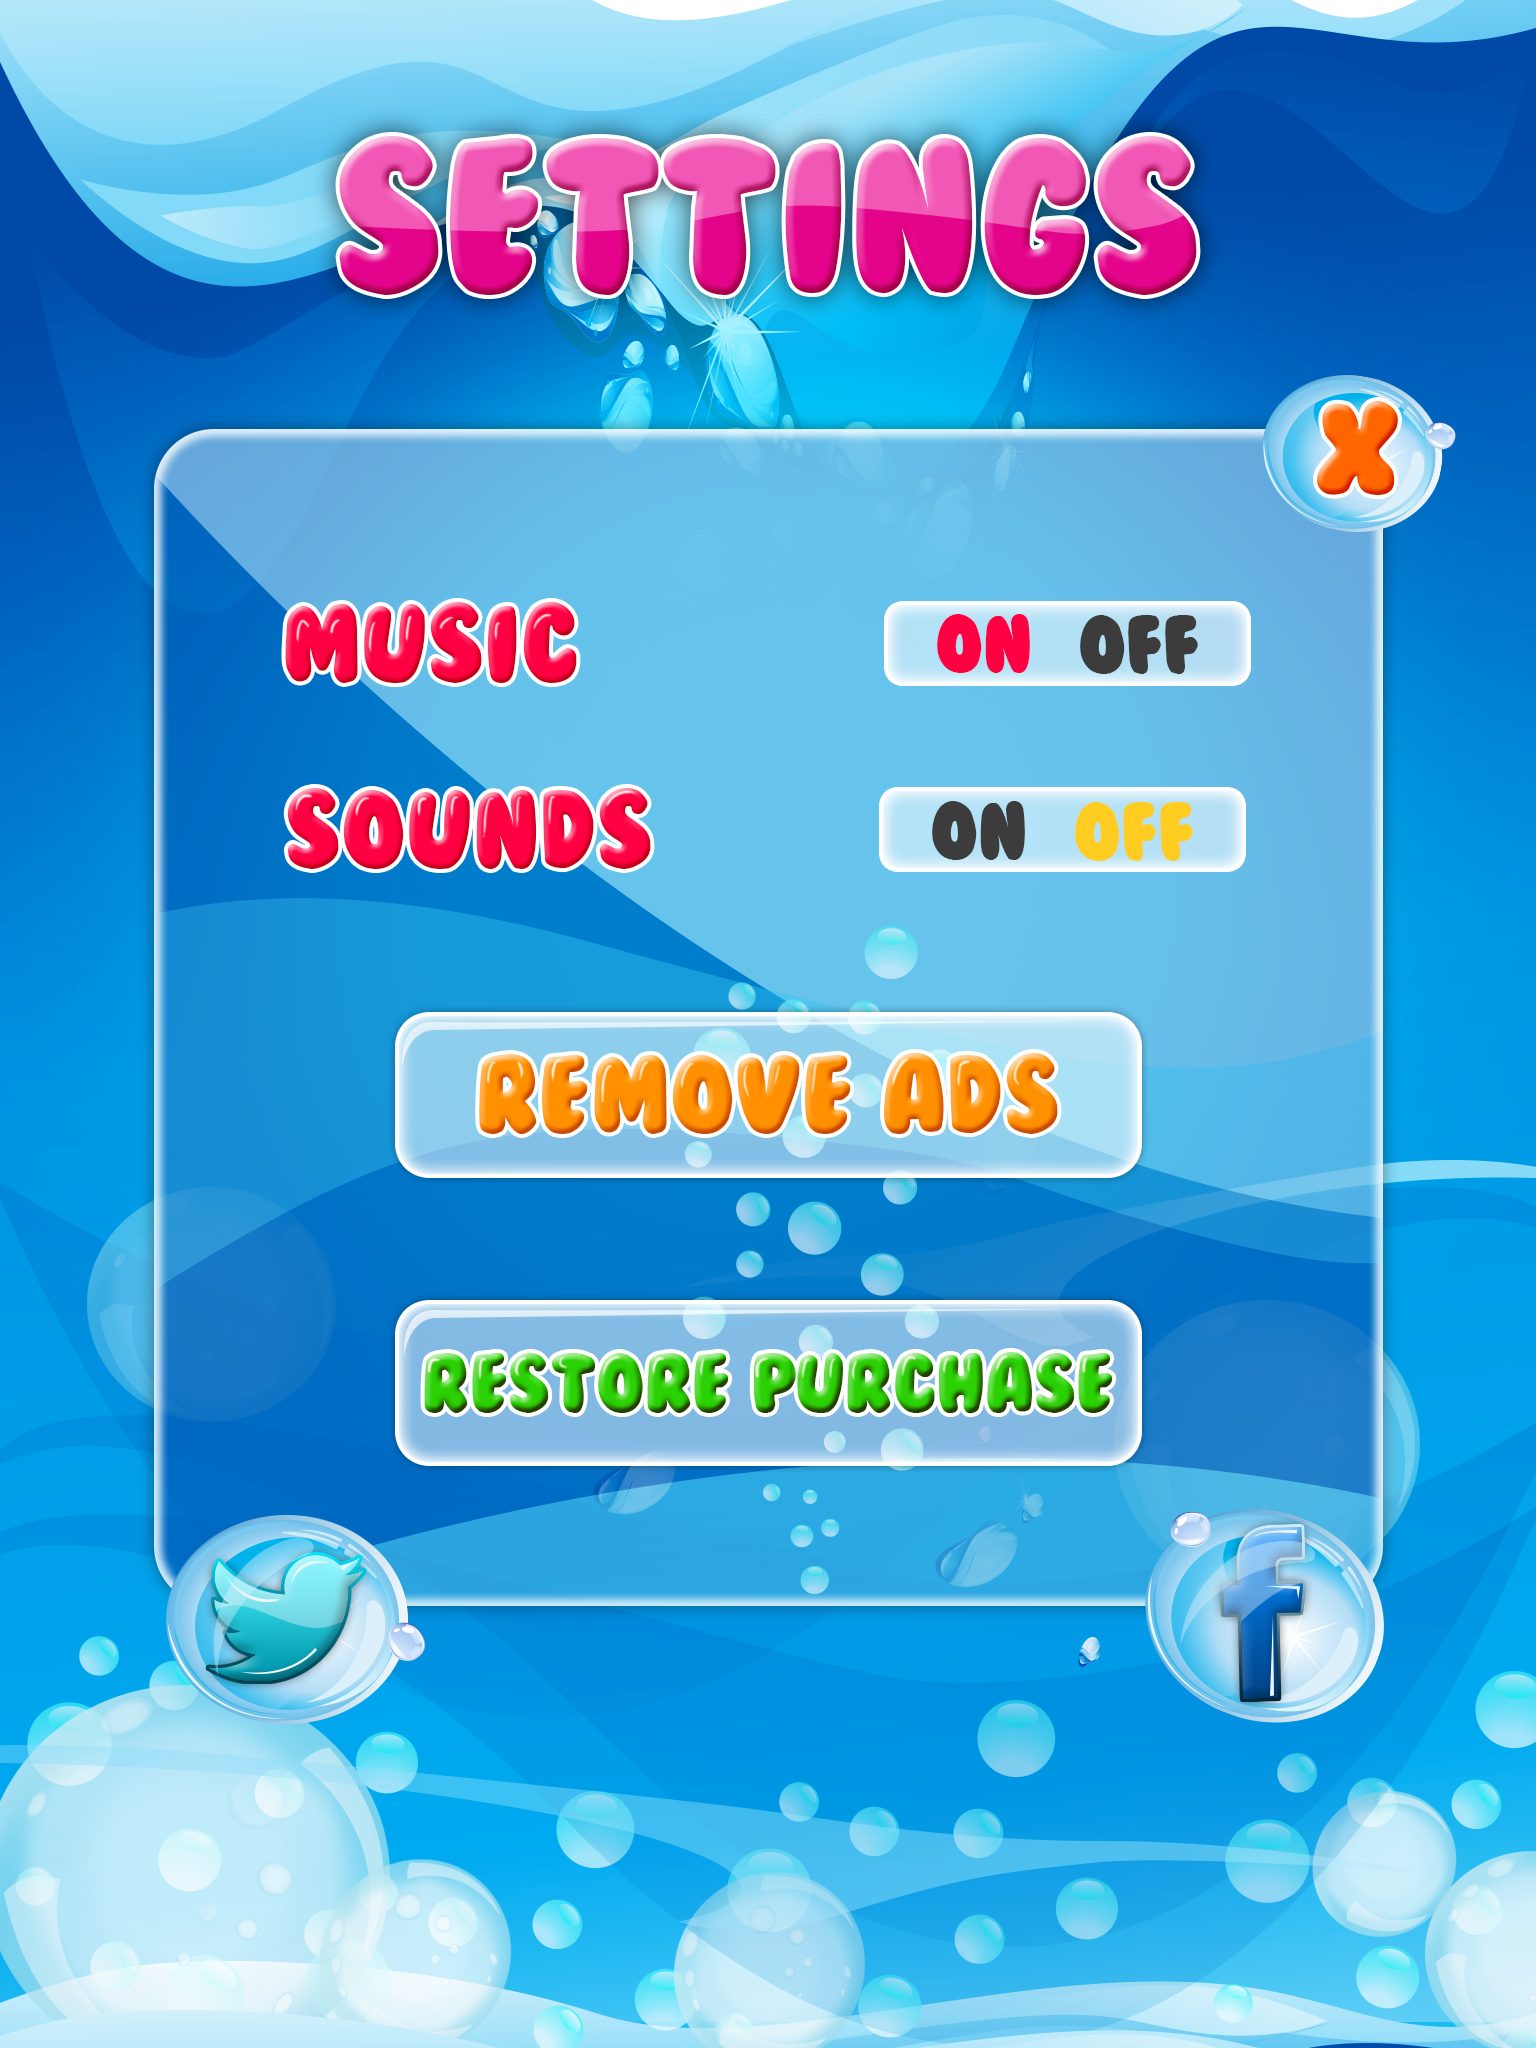 SETTINGS
X
MUSIC ON OFF
SOUNDS ON OFF
REMOVE ADS
RESTORE PURCHASE
f